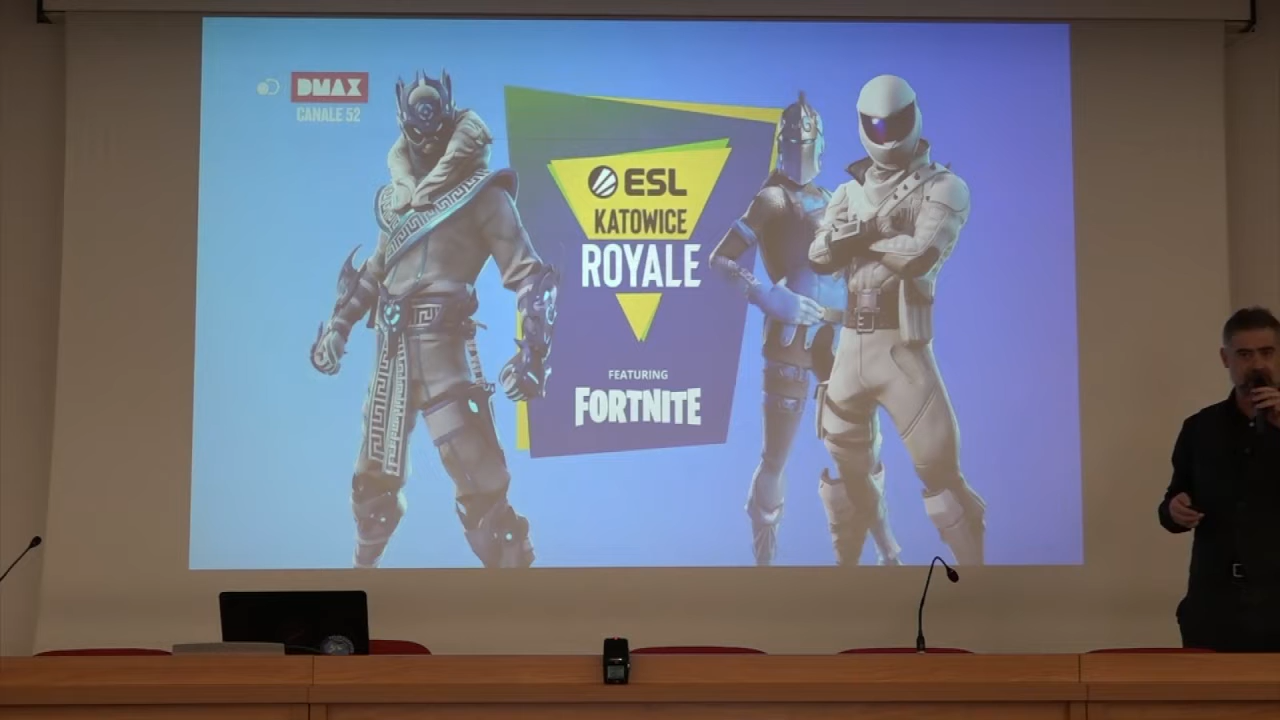 DMAX
CANALE 52
ESL
KATOWICE
ROYALE
FEATURING
FORTNITE